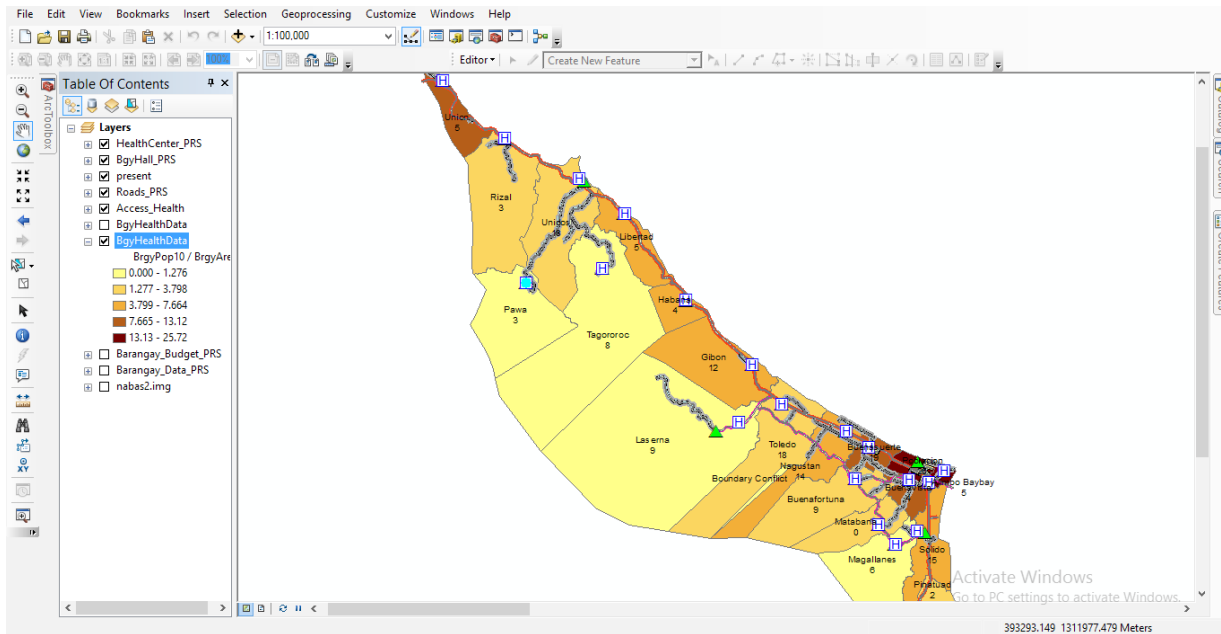 File Edit View Bookmarks Insert Selection Geoprocessing Customize Windows Help
1:100,000
100%
Editor
Create New Feature
Table Of Contents
ArcToolbox
Layers
HealthCenter_PRS
BgyHall_PRS
present
Roads_PRS
Access_Health
BgyHealthData
BgyHealthData
BrgyPop10 / BrgyAre
0.000 - 1.276
1.277 - 3.798
3.799 - 7.664
7.665 - 13.12
13.13 - 25.72
Barangay_Budget_PRS
Barangay_Data_PRS
nabas2.img
XY
Union
5
Rizal
3
Unidos
Libertad
5
Pawa
3
Tagororoc
8
Habana
4
Gibon
12
Laserna
9
Toledo
18
Nagustan
14
Boundary Conflict
Buenafortuna
9
Matabana
0
Magallanes
6
Baybay
5
Solido
15
Pinatuad
2
H
Activate Windows
Go to PC settings to activate Windows.
393293.149 1311977.479 Meters